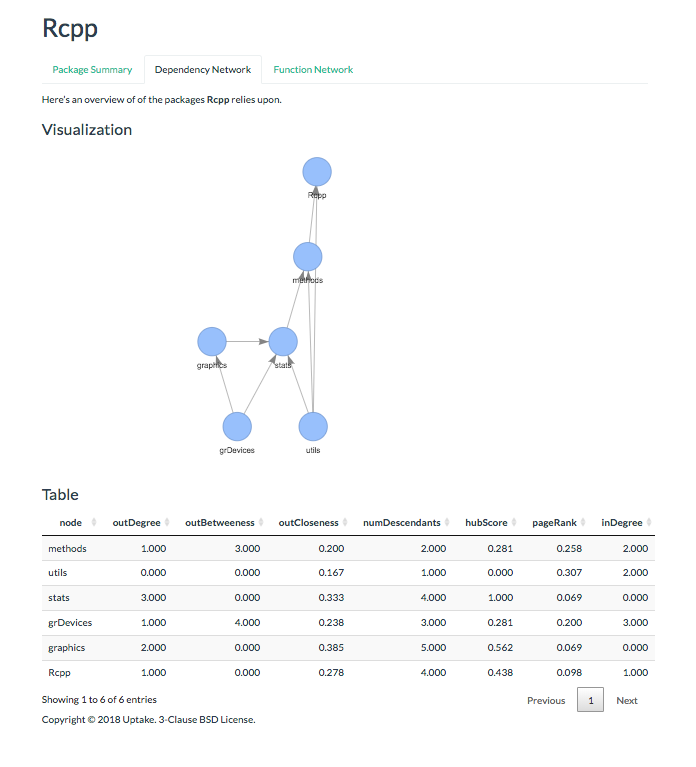 Rcpp
Package Summary Dependency Network Function Network
Here's an overview of of the packages Rcpp relies upon.
Visualization
Rcpp
methods
graphics stats
grDevices utils
Table
node outDegree outBetweeness outCloseness numDescendants hubScore pageRank inDegree
methods 1.000 3.000 0.200 2.000 0.281 0.258 2.000
utils 0.000 0.000 0.167 1.000 0.000 0.307 2.000
stats 3.000 0.000 0.333 4.000 1.000 0.069 0.000
grDevices 1.000 4.000 0.238 3.000 0.281 0.200 3.000
graphics 2.000 0.000 0.385 5.000 0.562 0.069 0.000
Rcpp 1.000 0.000 0.278 4.000 0.438 0.098 1.000
Showing 1 to 6 of 6 entries Previous 1 Next
Copyright © 2018 Uptake. 3-Clause BSD License.